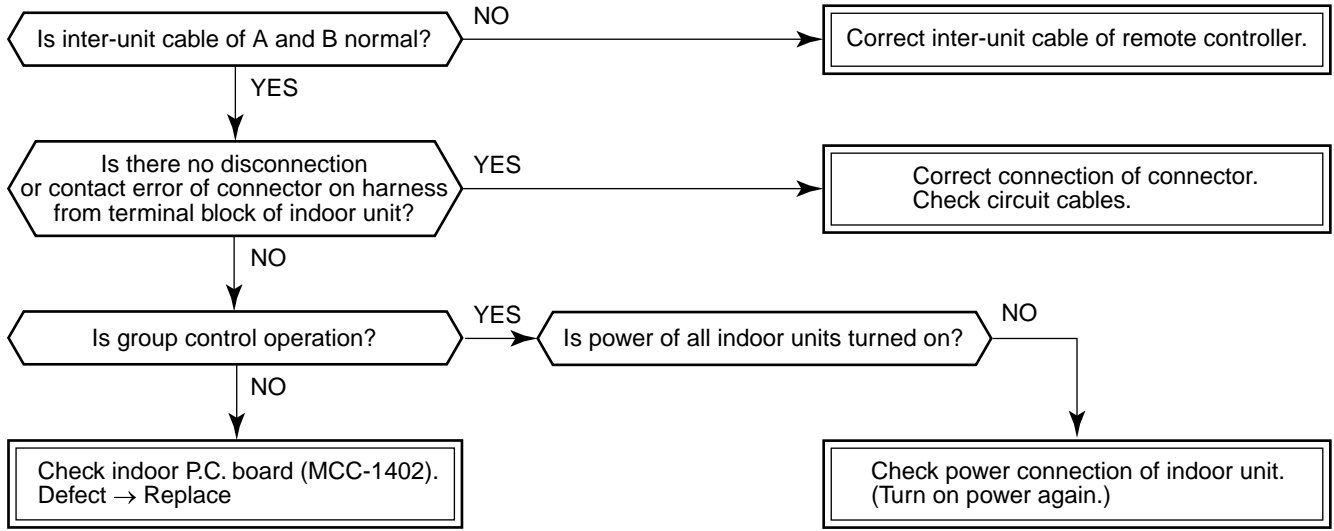 Is inter-unit cable of A and B normal?
NO
Correct inter-unit cable of remote controller.
YES
Is there no disconnection
or contact error of connector on harness
from terminal block of indoor unit?
YES
Correct connection of connector.
Check circuit cables.
NO
Is group control operation?
YES
Is power of all indoor units turned on?
NO
NO
Check indoor P.C. board (MCC-1402).
Defect → Replace
Check power connection of indoor unit.
(Turn on power again.)